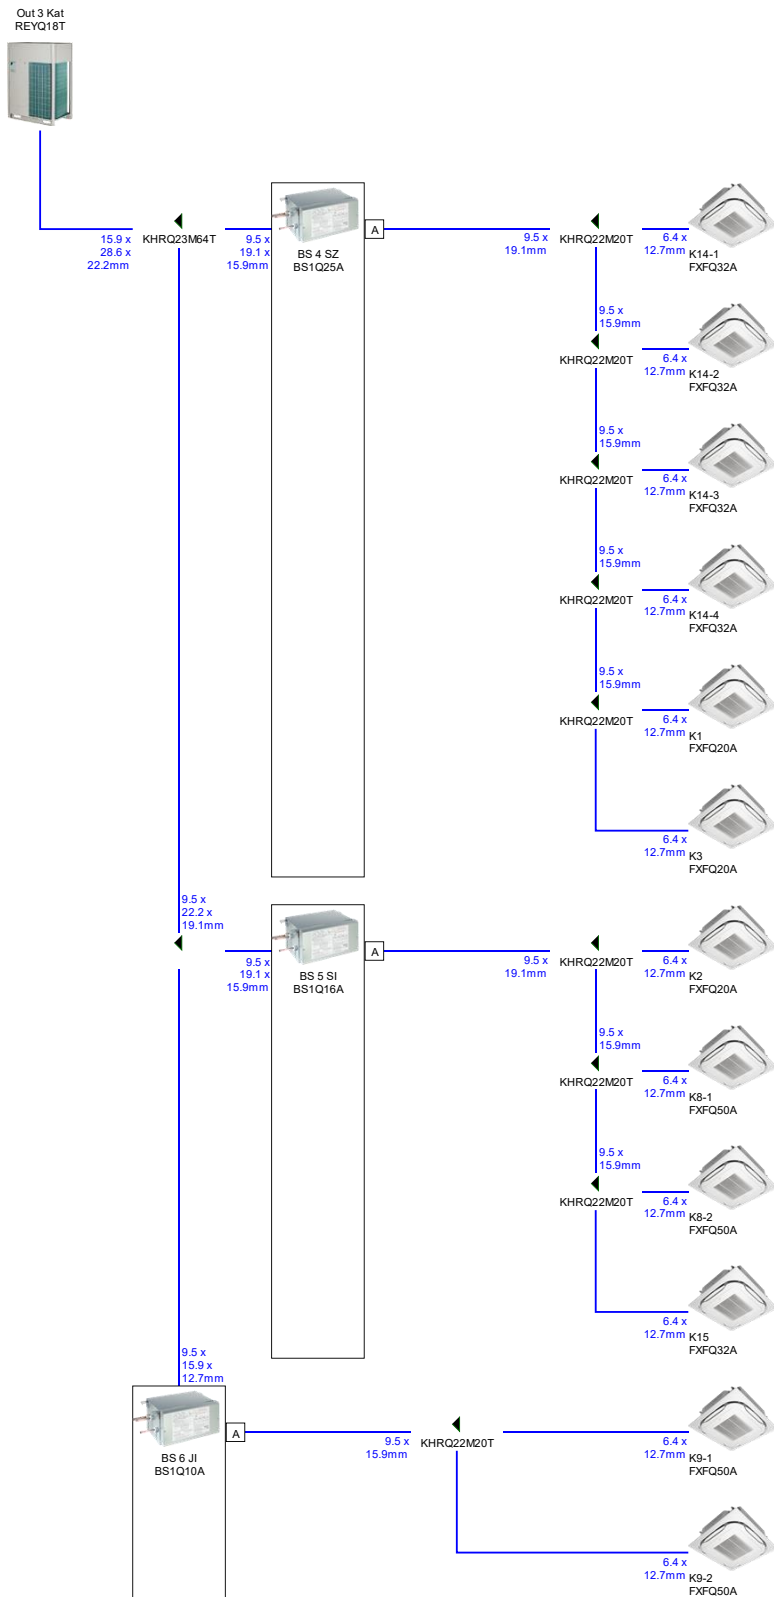 Out 3 Kat
REYQ18T
15.9 x
28.6 x
22.2mm
KHRQ23M64T
9.5 x
19.1 x
15.9mm
BS 4 SZ
BS1Q25A
A
9.5 x
19.1mm
KHRQ22M20T
6.4 x
12.7mm
K14-1
FXFQ32A
9.5 x
15.9mm
KHRQ22M20T
6.4 x
12.7mm
K14-2
FXFQ32A
9.5 x
15.9mm
KHRQ22M20T
6.4 x
12.7mm
K14-3
FXFQ32A
9.5 x
15.9mm
KHRQ22M20T
6.4 x
12.7mm
K14-4
FXFQ32A
9.5 x
15.9mm
KHRQ22M20T
6.4 x
12.7mm
K1
FXFQ20A
6.4 x
12.7mm
K3
FXFQ20A
9.5 x
22.2 x
19.1mm
9.5 x
19.1 x
15.9mm
BS 5 SI
BS1Q16A
A
9.5 x
19.1mm
KHRQ22M20T
6.4 x
12.7mm
K2
FXFQ20A
9.5 x
15.9mm
KHRQ22M20T
6.4 x
12.7mm
K8-1
FXFQ50A
9.5 x
15.9mm
KHRQ22M20T
6.4 x
12.7mm
K8-2
FXFQ50A
6.4 x
12.7mm
K15
FXFQ32A
9.5 x
15.9 x
12.7mm
BS 6 JI
BS1Q10A
A
9.5 x
15.9mm
KHRQ22M20T
6.4 x
12.7mm
K9-1
FXFQ50A
6.4 x
12.7mm
K9-2
FXFQ50A